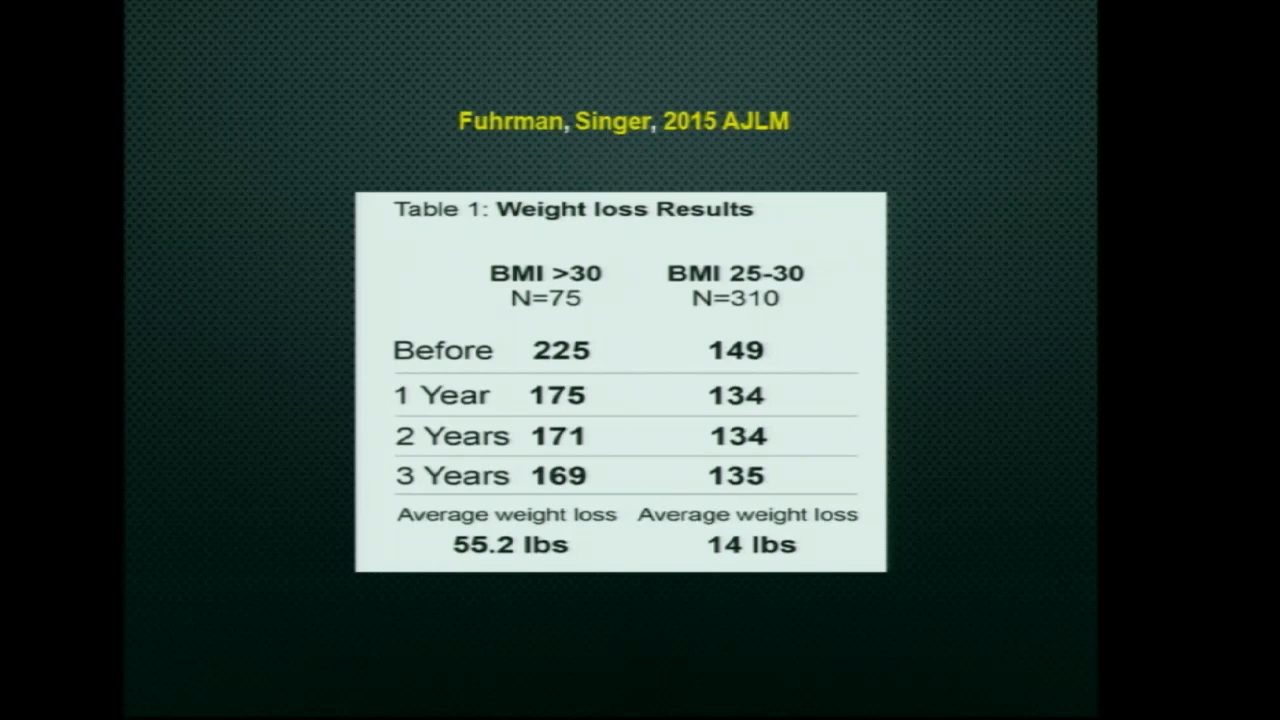 Fuhrman, Singer, 2015 AJLM
Table 1: Weight loss Results
BMI >30 BMI 25-30
N=75 N=310
Before 225 149
1 Year 175 134
2 Years 171 134
3 Years 169 135
Average weight loss Average weight loss
55.2 lbs 14 lbs